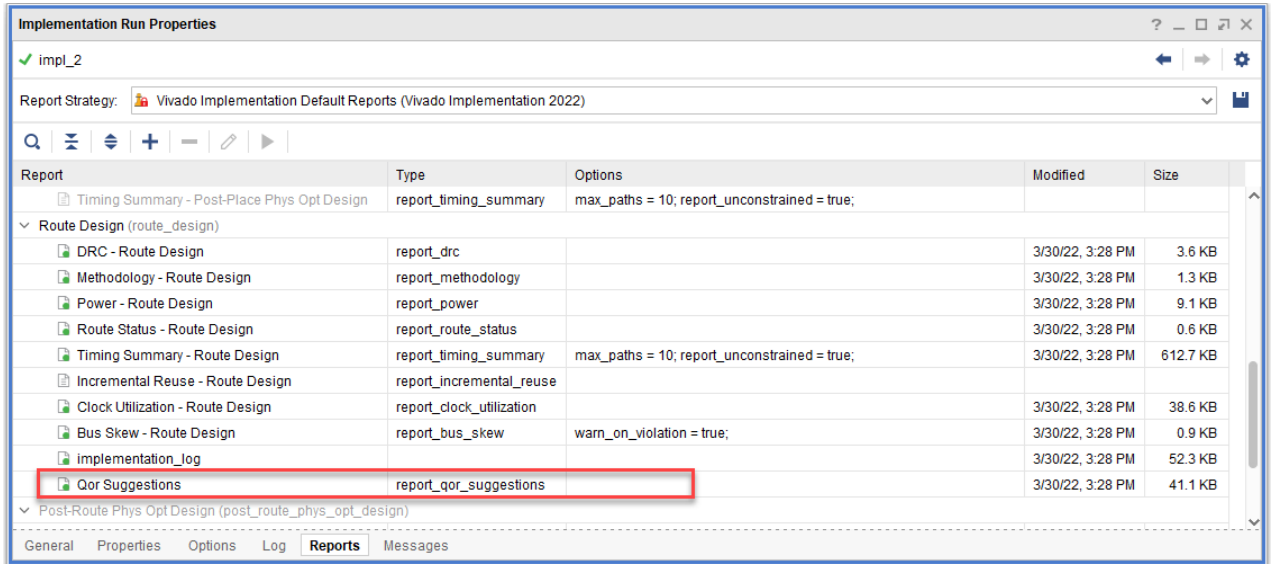 Implementation Run Properties
impl_2
Report Strategy: Vivado Implementation Default Reports (Vivado Implementation 2022)
Report Type Options Modified Size
Timing Summary - Post-Place Phys Opt Design report_timing_summary max_paths = 10; report_unconstrained = true;
Route Design (route_design)
DRC - Route Design report_drc 3/30/22, 3:28 PM 3.6 KB
Methodology - Route Design report_methodology 3/30/22, 3:28 PM 1.3 KB
Power - Route Design report_power 3/30/22, 3:28 PM 9.1 KB
Route Status - Route Design report_route_status 3/30/22, 3:28 PM 0.6 KB
Timing Summary - Route Design report_timing_summary max_paths = 10; report_unconstrained = true; 3/30/22, 3:28 PM 612.7 KB
Incremental Reuse - Route Design report_incremental_reuse
Clock Utilization - Route Design report_clock_utilization 3/30/22, 3:28 PM 38.6 KB
Bus Skew - Route Design report_bus_skew warn_on_violation = true; 3/30/22, 3:28 PM 0.9 KB
implementation_log 3/30/22, 3:28 PM 52.3 KB
Qor Suggestions report_qor_suggestions 3/30/22, 3:28 PM 41.1 KB
Post-Route Phys Opt Design (post_route_phys_opt_design)
General Properties Options Log Reports Messages